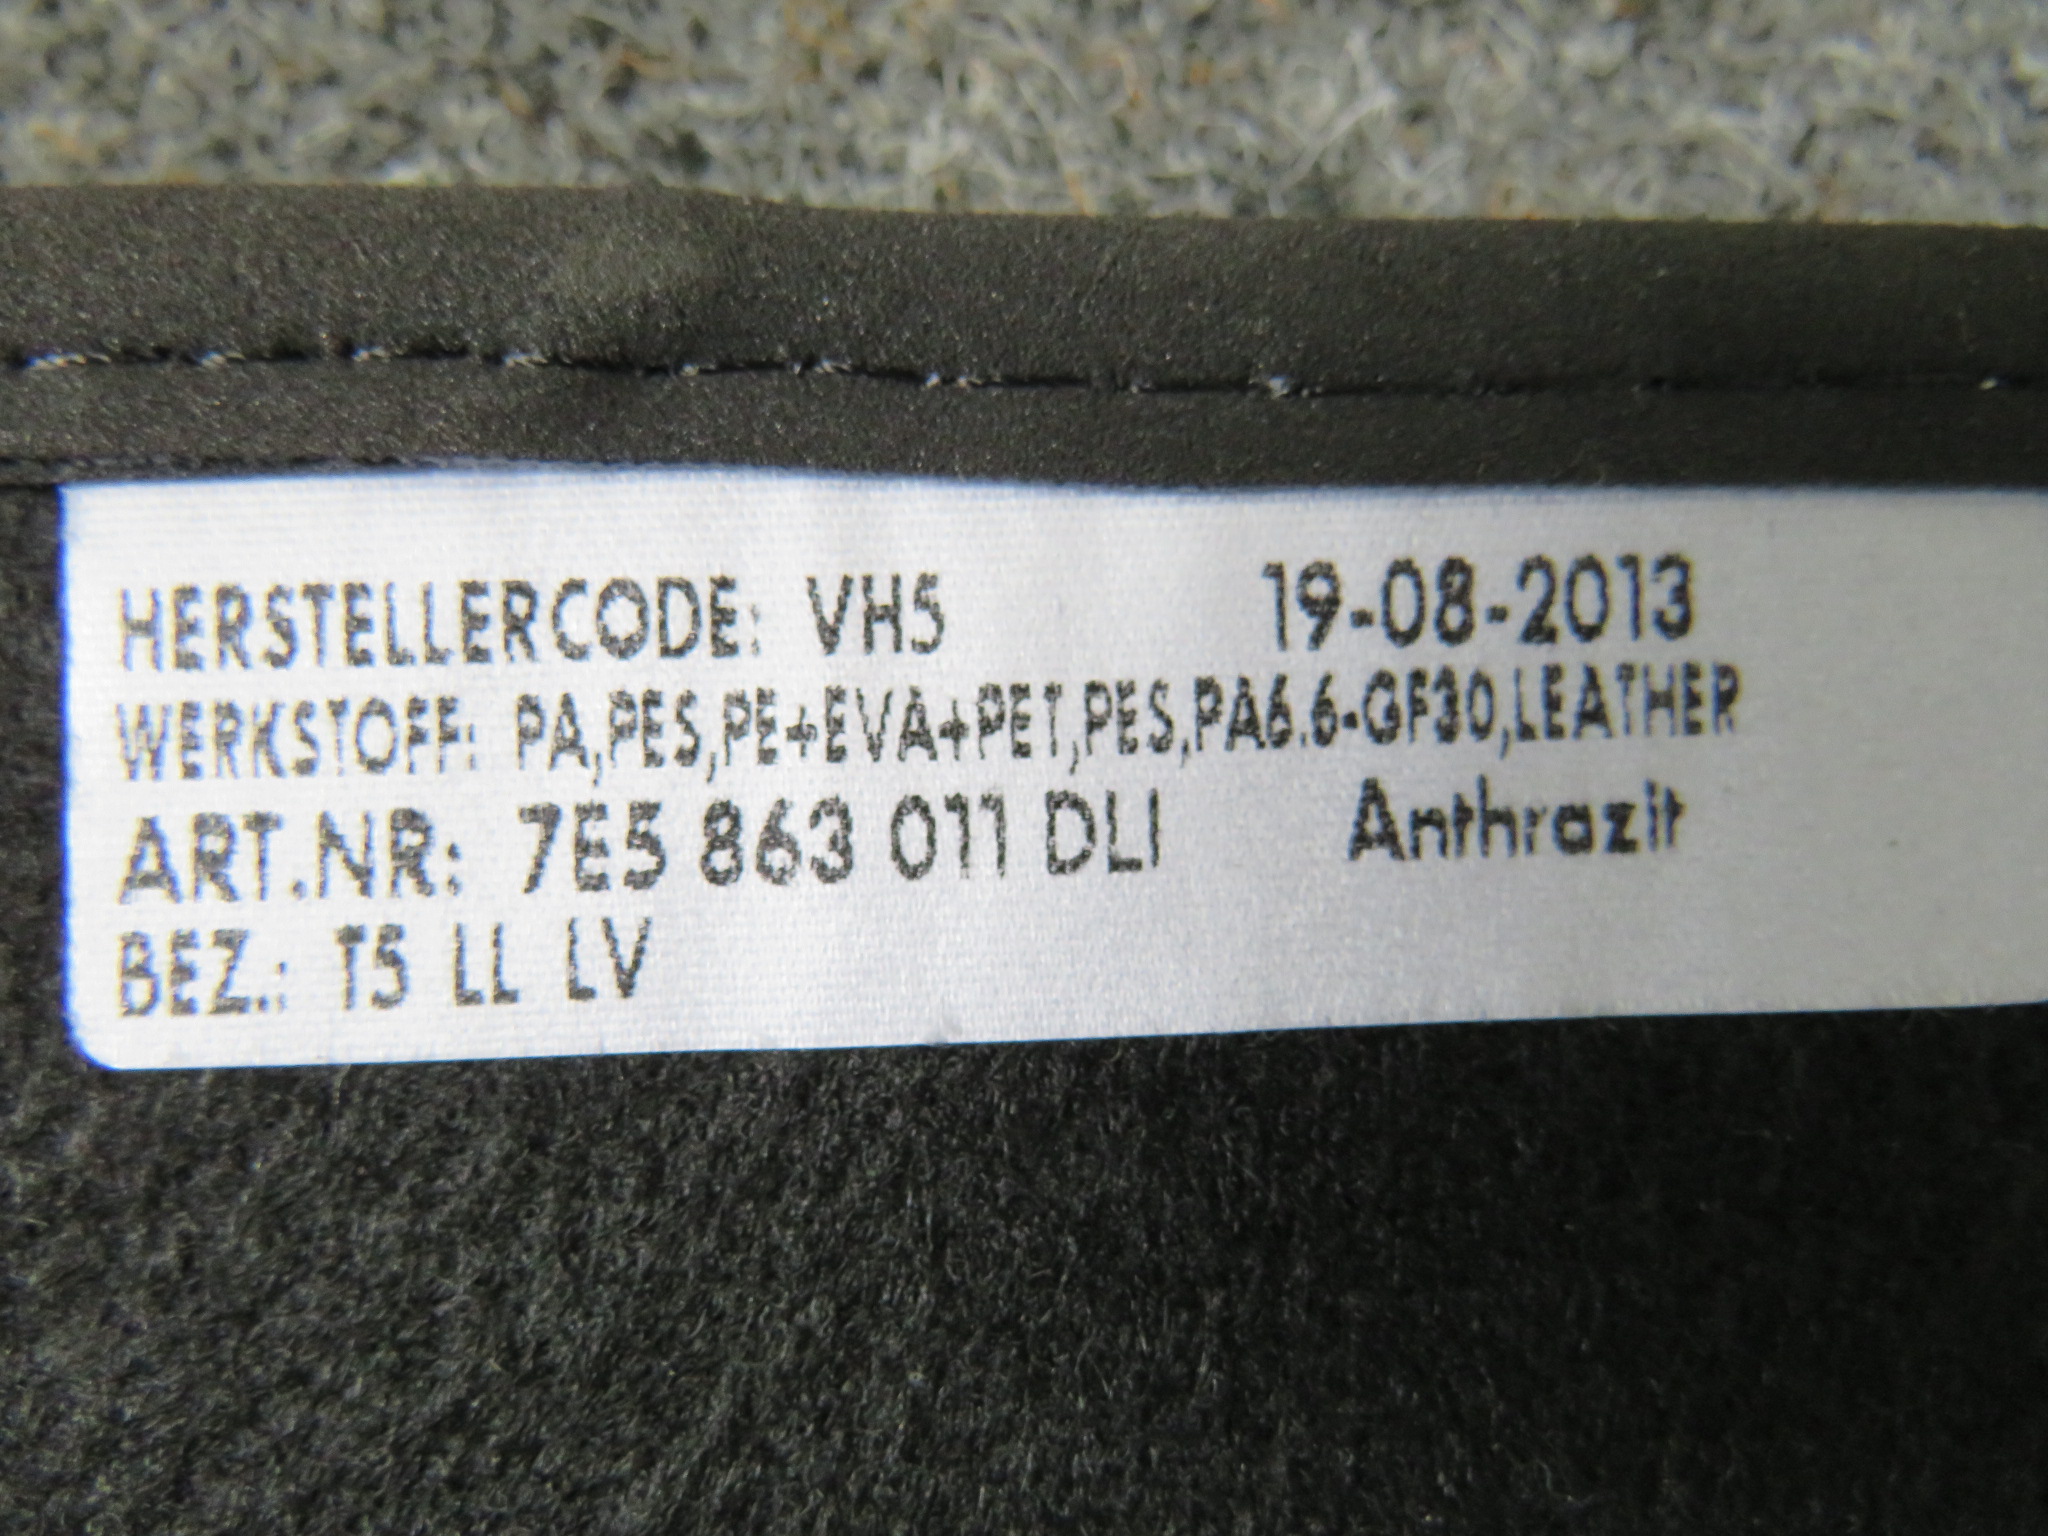 HERSTELLERCODE: VH5 19-08-2013
WERKSTOFF: PA,PES,PE+EVA+PET,PES,PA6.6-GF30,LEATHER
ART.NR: 7E5 863 011 DLI Anthrazit
BEZ.: T5 LL LV